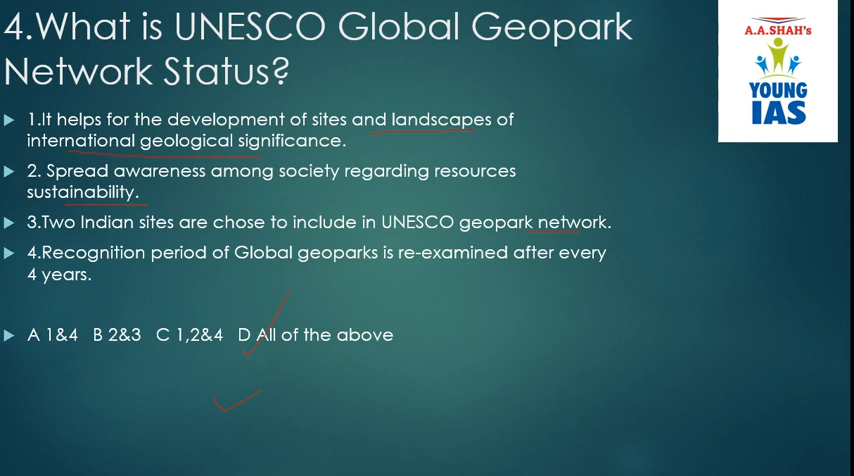 4.What is UNESCO Global Geopark
Network Status?
A.A.SHAH's
YOUNG
IAS
1.It helps for the development of sites and landscapes of
international geological significance.
2. Spread awareness among society regarding resources
sustainability.
3.Two Indian sites are chose to include in UNESCO geopark network.
4.Recognition period of Global geoparks is re-examined after every
4 years.
A 1&4 B 2&3 C 1,2&4 D All of the above